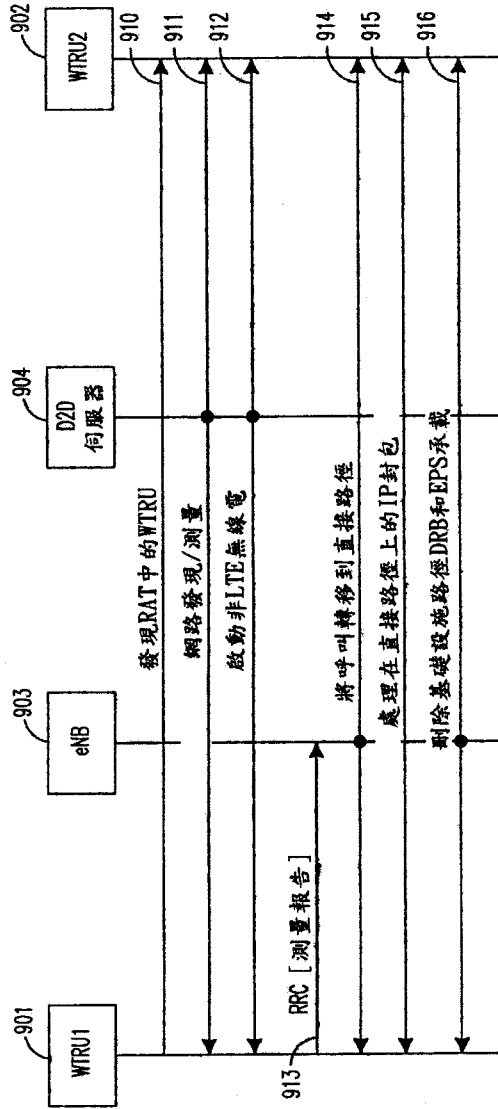 901
WTRU1
903
eNB
904
D2D
伺服器
902
WTRU2
發現RAT中的WTRU
910
網路發現/測量
911
啟動非LTE無線電
912
913
RRC [測量報告]
將呼叫轉移到直接路徑
914
處理在直接路徑上的IP封包
915
刪除基礎設施路徑DRB和EPS承載
916